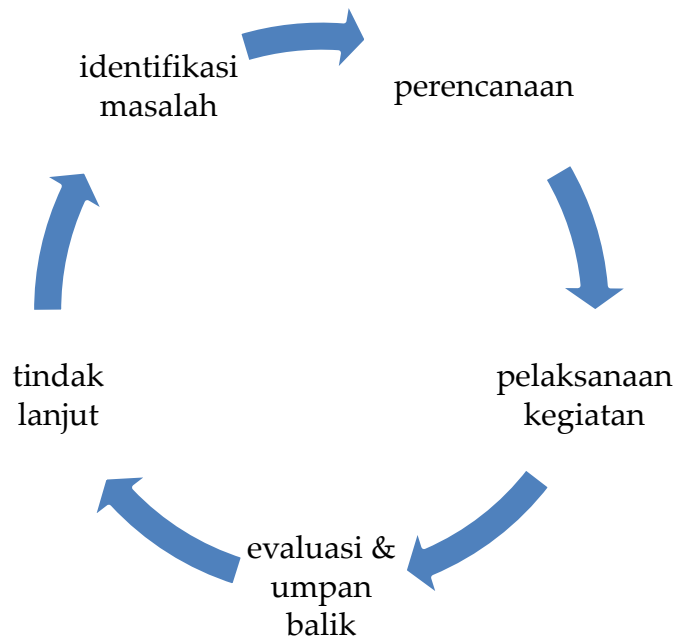 identifikasi
masalah
perencanaan
pelaksanaan
kegiatan
evaluasi &
umpan
balik
tindak
lanjut